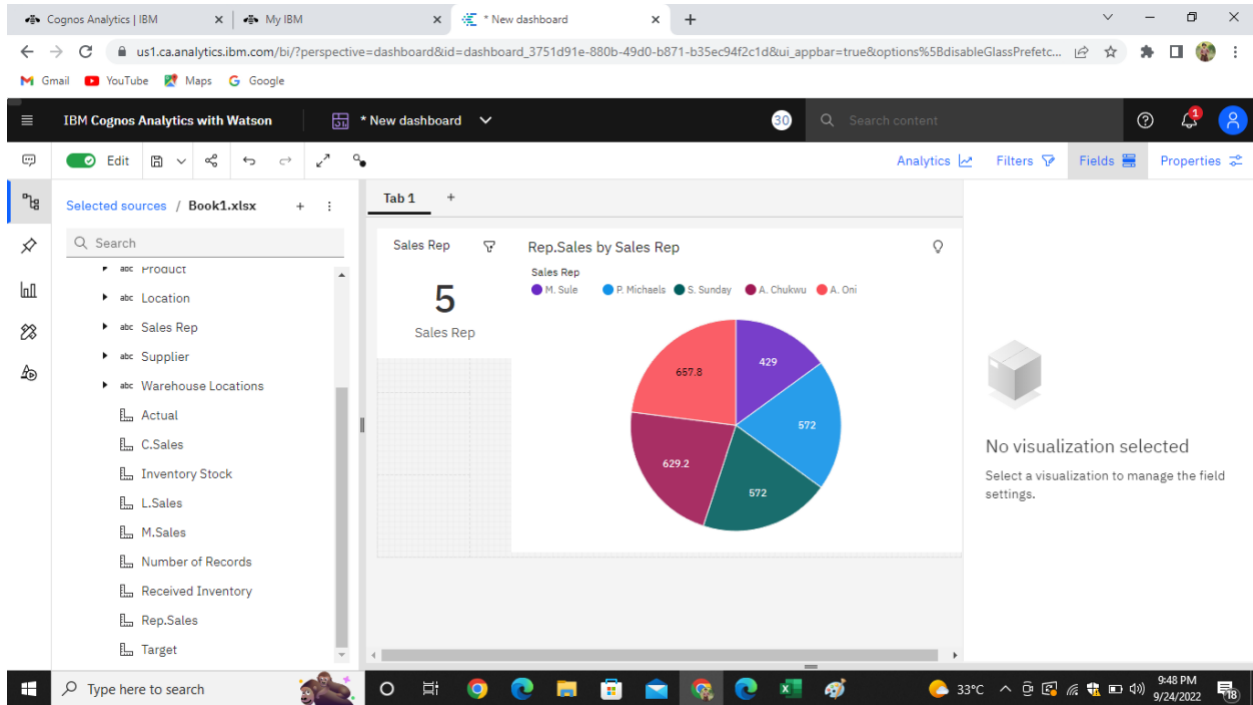 Cognos Analytics | IBM
My IBM
* New dashboard
us1.ca.analytics.ibm.com/bi/?perspective=dashboard&id=dashboard_3751d91e-880b-49d0-b871-b35ec94f2c1d&ui_appbar=true&options%5BdisableGlassPrefetc...
Gmail YouTube Maps Google
IBM Cognos Analytics with Watson
* New dashboard
30
Search content
1
Edit
Analytics Filters Fields Properties
Selected sources / Book1.xlsx
Search
abc Product
abc Location
abc Sales Rep
abc Supplier
abc Warehouse Locations
Actual
C.Sales
Inventory Stock
L.Sales
M.Sales
Number of Records
Received Inventory
Rep.Sales
Target
Tab 1
Sales Rep
5
Sales Rep
Rep.Sales by Sales Rep
Sales Rep
M. Sule P. Michaels S. Sunday A. Chukwu A. Oni
657.8
429
572
629.2
572
No visualization selected
Select a visualization to manage the field
settings.
Type here to search
33°C
9:48 PM
9/24/2022
18